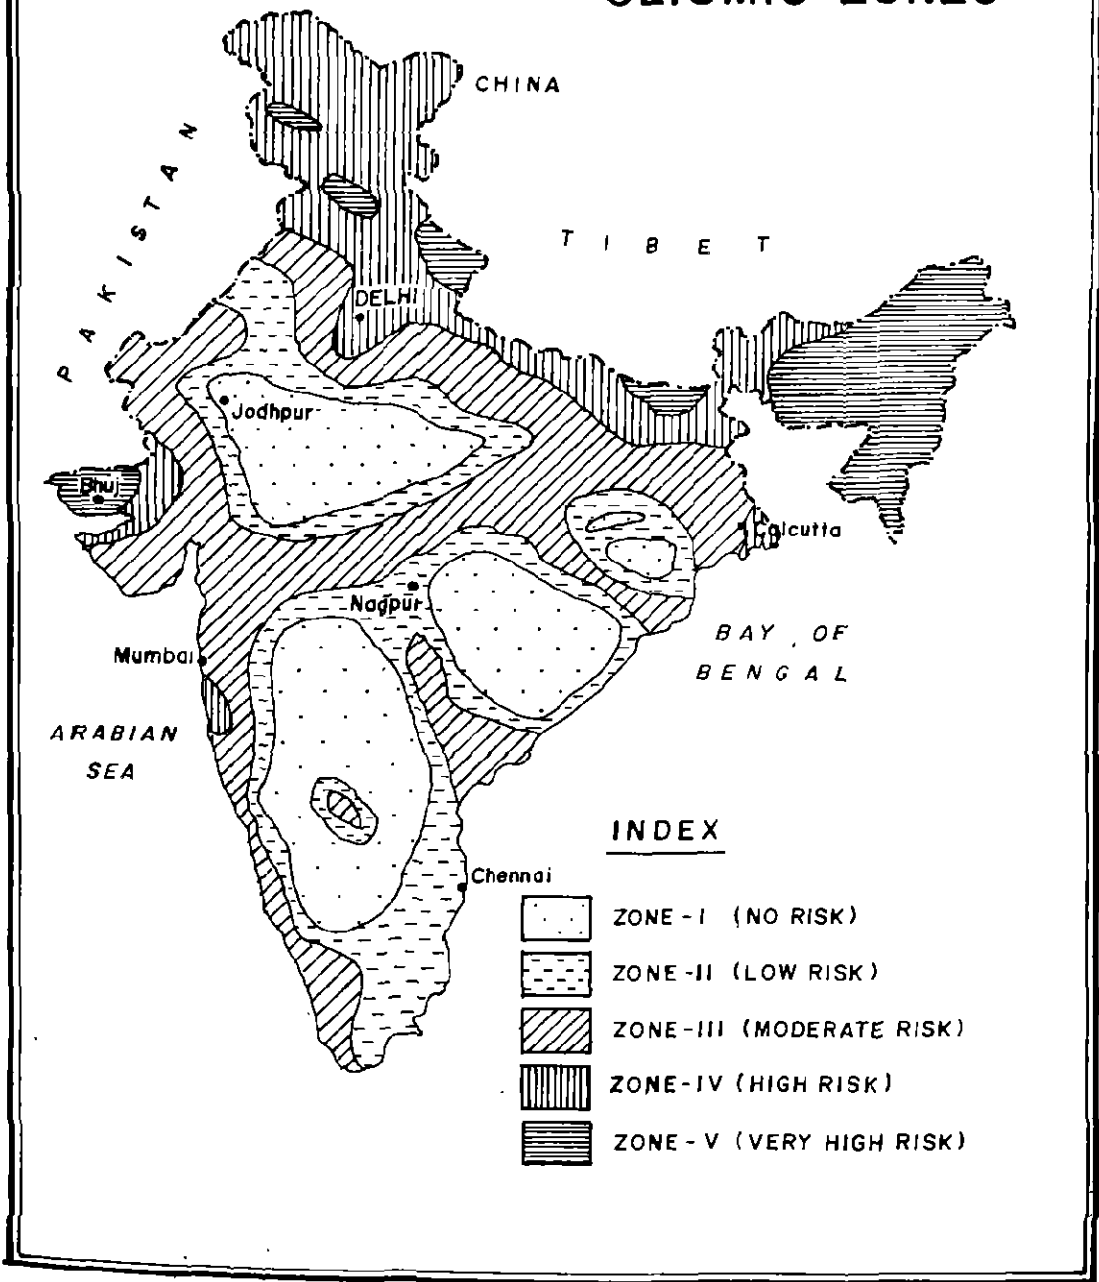 CHINA
PAKISTAN
TIBET
DELHI
Jodhpur
Bhuj
Calcutta
Nagpur
Mumbai
BAY OF
BENGAL
ARABIAN
SEA
Chennai
INDEX
ZONE-I (NO RISK)
ZONE-II (LOW RISK)
ZONE-III (MODERATE RISK)
ZONE-IV (HIGH RISK)
ZONE-V (VERY HIGH RISK)